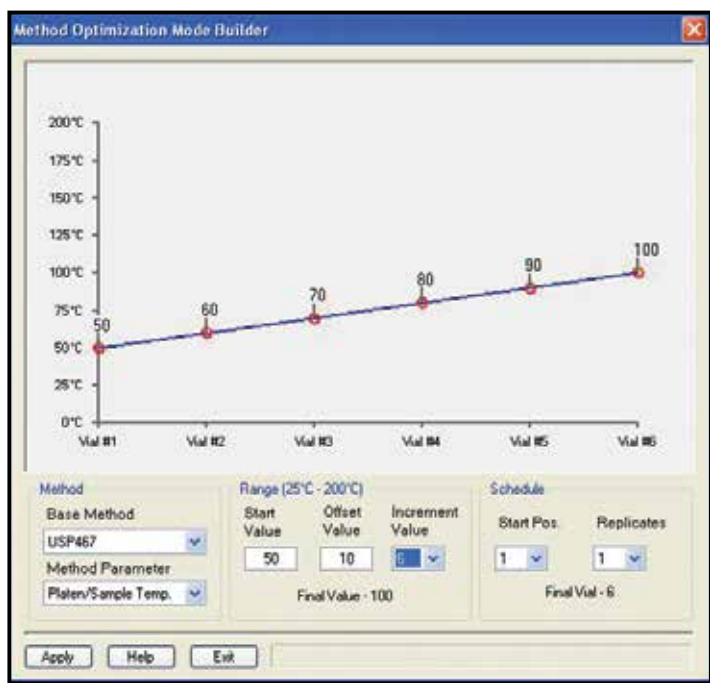 Method Optimization Mode Builder
200°C
175°C
150°C
125°C
100°C
75°C
50°C
25°C
0°C
50
60
70
80
90
100
Vial #1
Vial #2
Vial #3
Vial #4
Vial #5
Vial #6
Method
Base Method
USP467
Method Parameter
Platen/Sample Temp.
Range (25°C - 200°C)
Start Value
Offset Value
Increment Value
50
10
6
Final Value - 100
Schedule
Start Pos.
Replicates
1
1
Final Vial - 6
Apply
Help
Exit